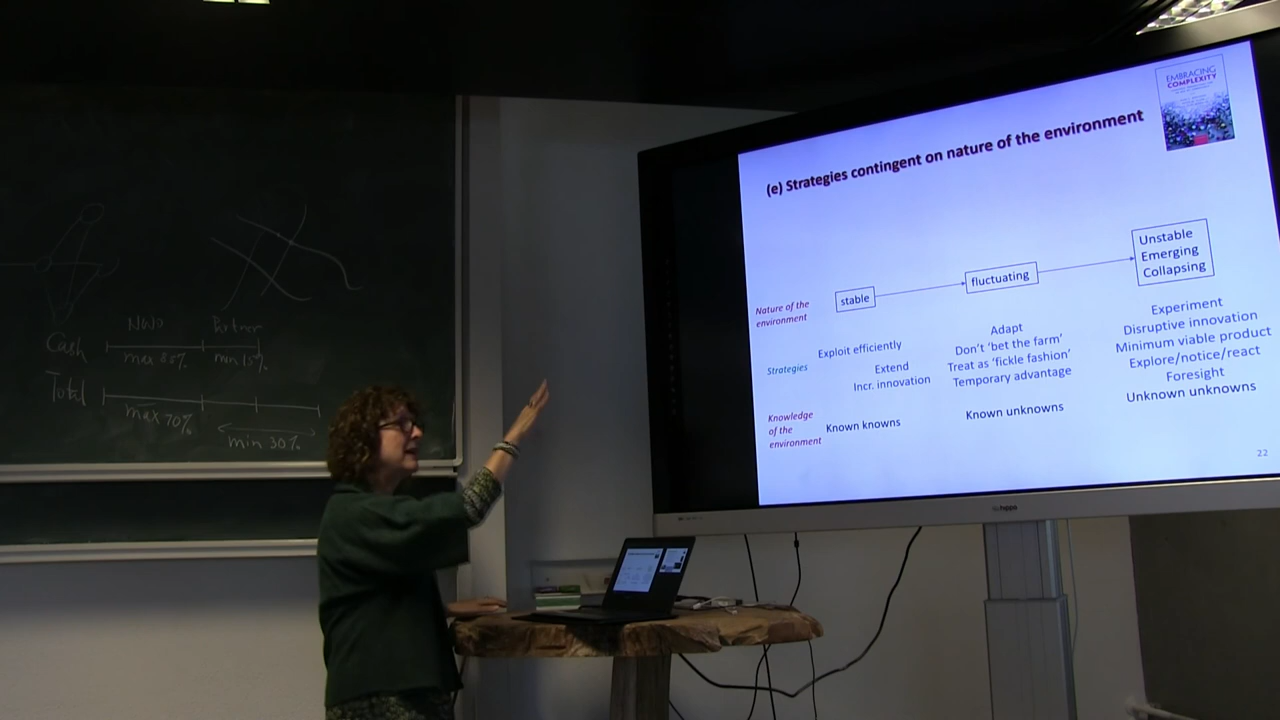 NWO Partner
Cash
max 85% min 15%
Total
max 70%
min 30%
EMBRACING
COMPLEXITY
(e) Strategies contingent on nature of the environment
Nature of the
environment
stable
fluctuating
Unstable
Emerging
Collapsing
Strategies
Exploit efficiently
Extend
Incr. innovation
Adapt
Don't 'bet the farm'
Treat as 'fickle fashion'
Temporary advantage
Experiment
Disruptive innovation
Minimum viable product
Explore/notice/react
Foresight
Knowledge
of the
environment
Known knowns
Known unknowns
Unknown unknowns
22